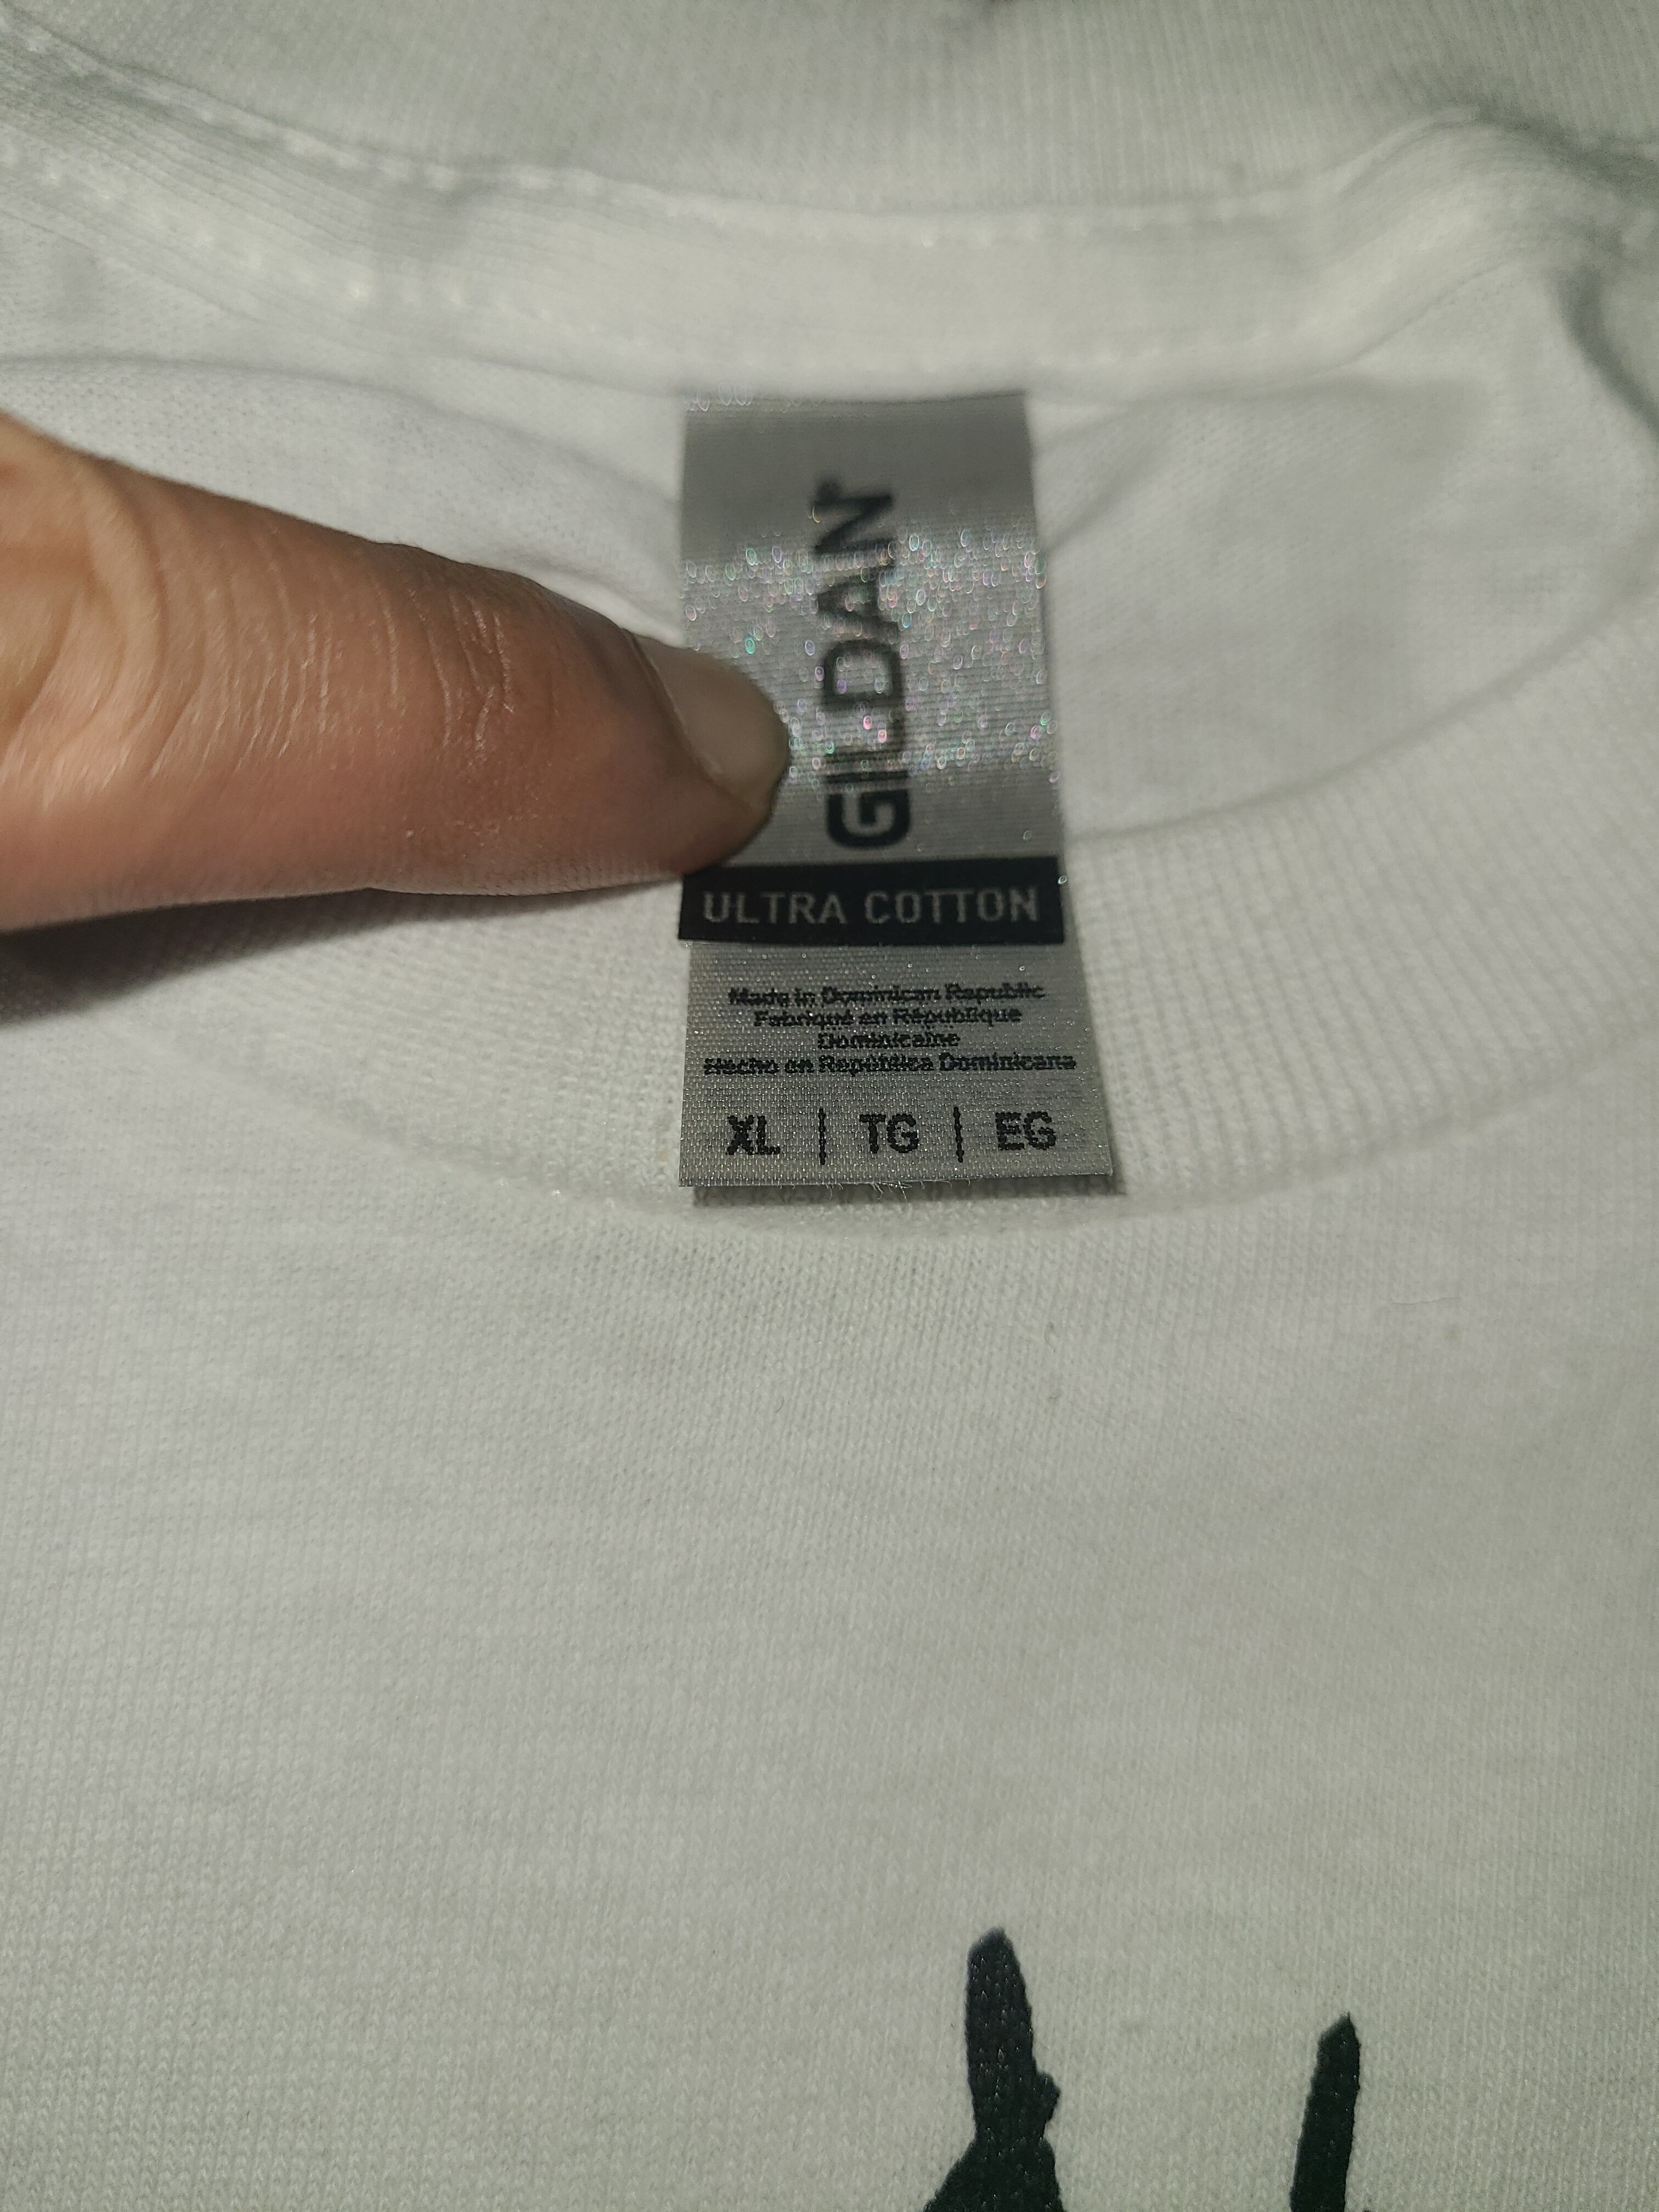 GILDAN®
ULTRA COTTON
Made in Dominican Republic
Fabriqué en République
Dominicaine
Hecho en República Dominicana
XL | TG | EG